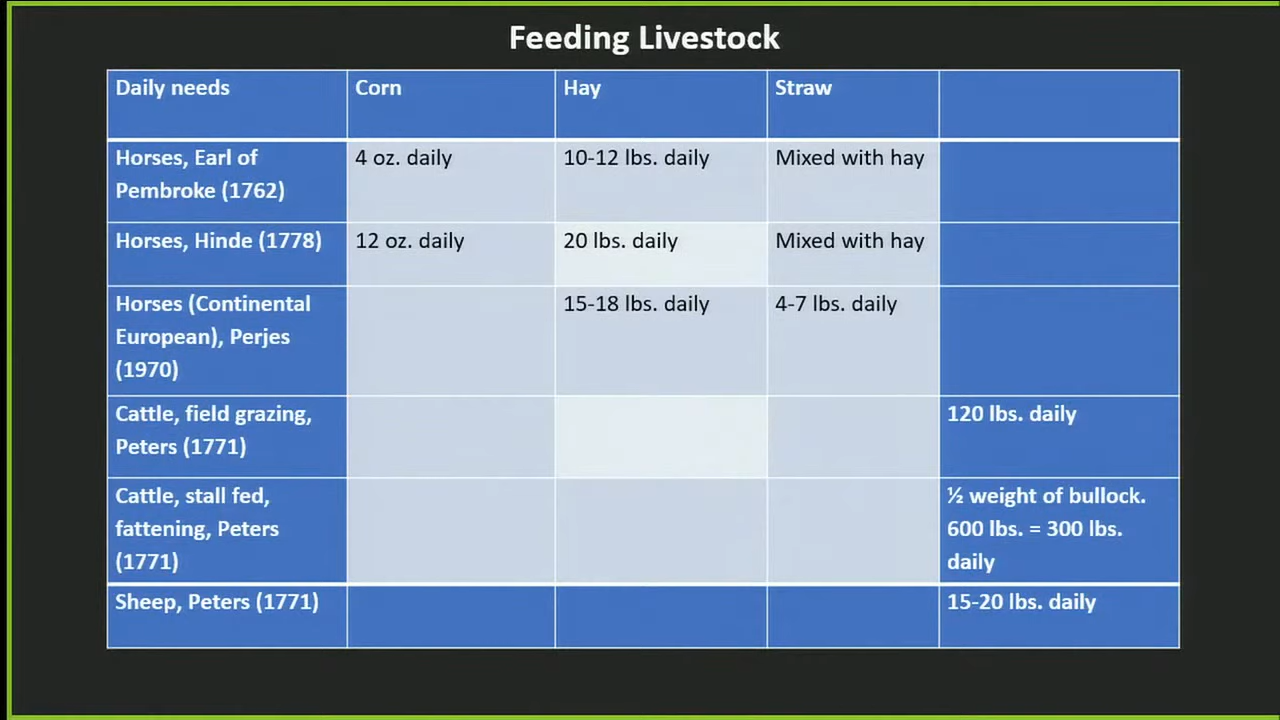 Feeding Livestock
Daily needs
Corn
Hay
Straw
Horses, Earl of
Pembroke (1762)
4 oz. daily
10-12 lbs. daily
Mixed with hay
Horses, Hinde (1778)
12 oz. daily
20 lbs. daily
Mixed with hay
Horses (Continental
European), Perjes
(1970)
15-18 lbs. daily
4-7 lbs. daily
Cattle, field grazing,
Peters (1771)
120 lbs. daily
Cattle, stall fed,
fattening, Peters
(1771)
½ weight of bullock.
600 lbs. = 300 lbs.
daily
Sheep, Peters (1771)
15-20 lbs. daily